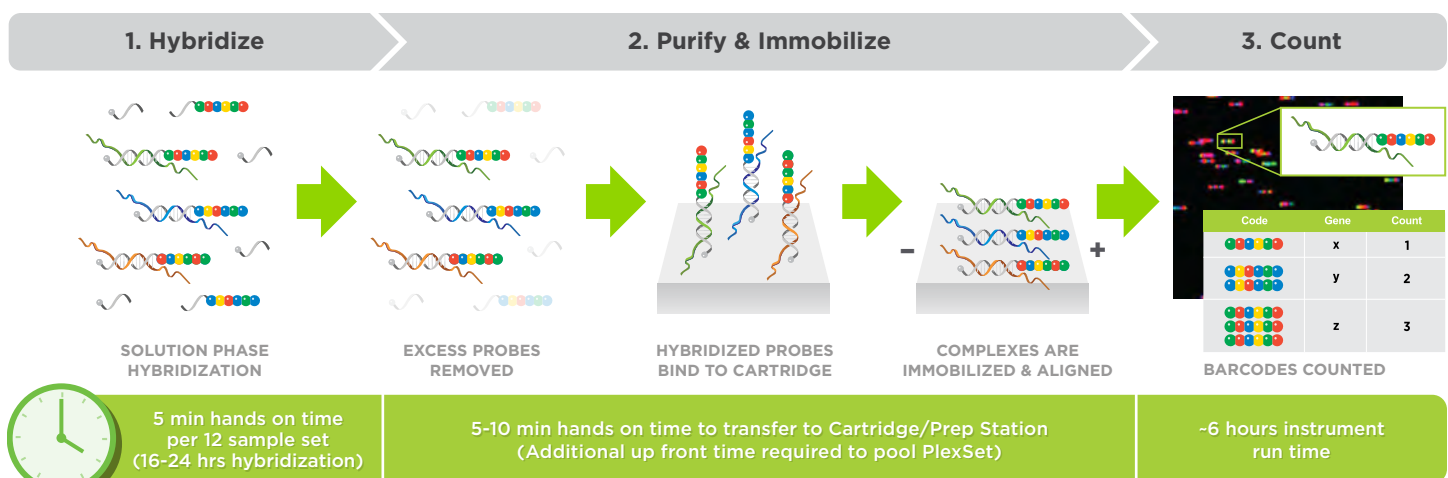 1. Hybridize
2. Purify & Immobilize
3. Count
Code Gene Count
x 1
y 2
z 3
–
+
SOLUTION PHASE
HYBRIDIZATION
EXCESS PROBES
REMOVED
HYBRIDIZED PROBES
BIND TO CARTRIDGE
COMPLEXES ARE
IMMOBILIZED & ALIGNED
BARCODES COUNTED
5 min hands on time
per 12 sample set
(16-24 hrs hybridization)
5-10 min hands on time to transfer to Cartridge/Prep Station
(Additional up front time required to pool PlexSet)
~6 hours instrument
run time